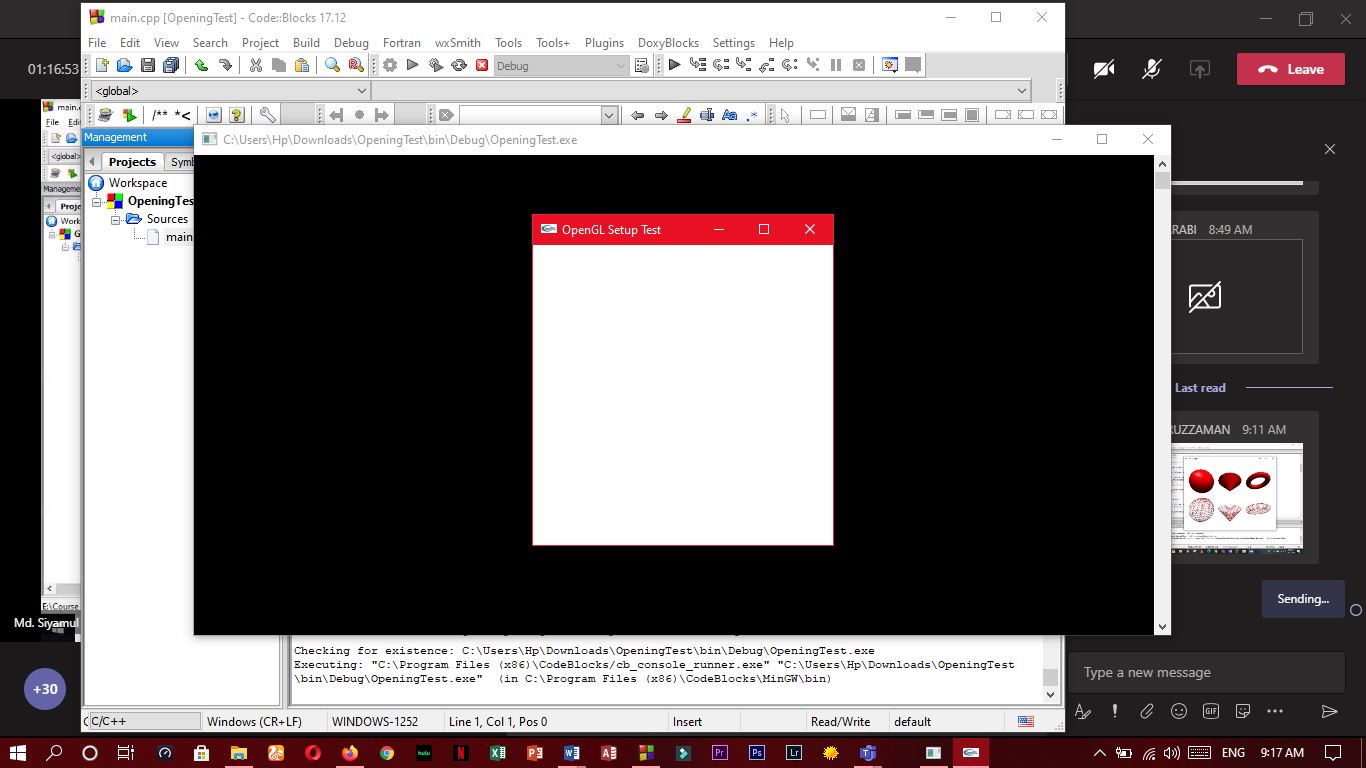 main.cpp [OpeningTest] - Code::Blocks 17.12
File Edit View Search Project Build Debug Fortran wxSmith Tools Tools+ Plugins DoxyBlocks Settings Help
01:16:53
Debug
Leave
<global>
main.c
File
<global>
/** *<
Aa .*
Management
C:\Users\Hp\Downloads\OpeningTest\bin\Debug\OpeningTest.exe
Projects
Workspace
OpeningTes
Sources
main
OpenGL Setup Test
RABI 8:49 AM
Last read
RUZZAMAN 9:11 AM
Sending...
Md. Siyamul
+30
Checking for existence: C:\Users\Hp\Downloads\OpeningTest\bin\Debug\OpeningTest.exe
Executing: "C:\Program Files (x86)\CodeBlocks/cb_console_runner.exe" "C:\Users\Hp\Downloads\OpeningTest
\bin\Debug\OpeningTest.exe" (in C:\Program Files (x86)\CodeBlocks\MinGW\bin)
Type a new message
C/C++ Windows (CR+LF) WINDOWS-1252 Line 1, Col 1, Pos 0 Insert Read/Write default
hulu
ENG 9:17 AM